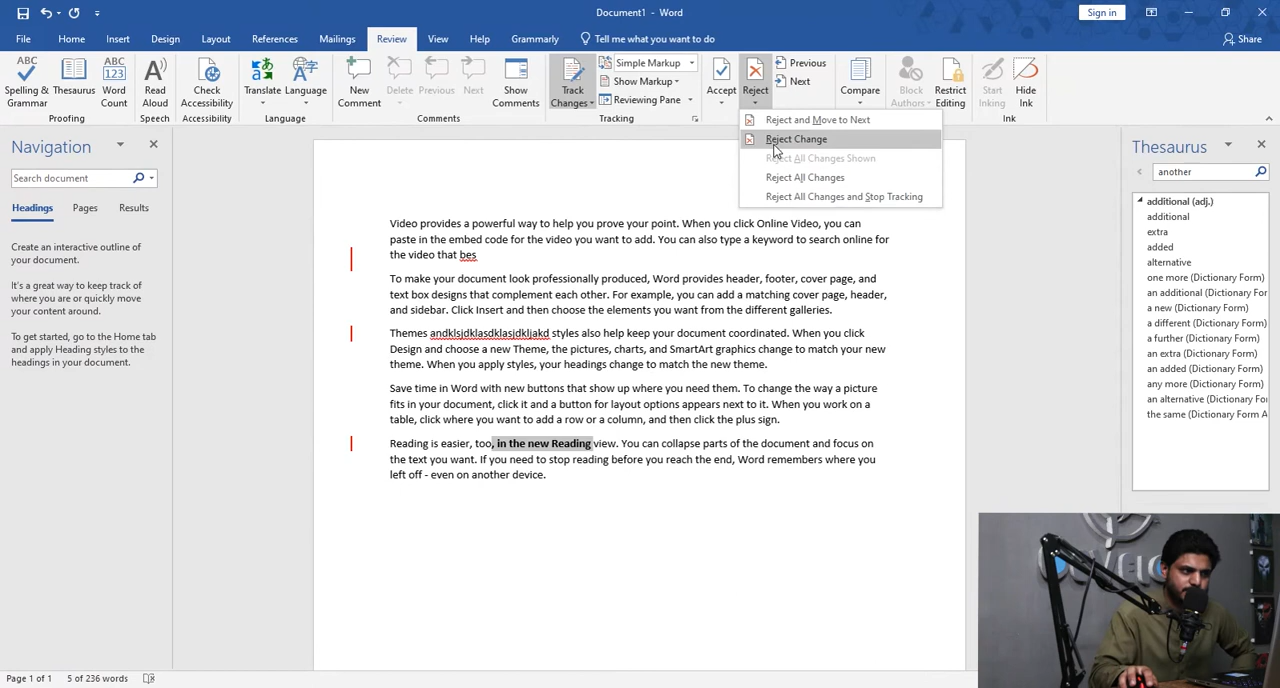 Document1 - Word
Sign in
File Home Insert Design Layout References Mailings Review View Help Grammarly Tell me what you want to do
Share
Spelling & Grammar
Thesaurus
Word Count
Proofing
Read Aloud
Speech
Check Accessibility
Accessibility
Translate
Language
Language
New Comment
Delete
Previous
Next
Show Comments
Comments
Track Changes
Simple Markup
Show Markup
Reviewing Pane
Tracking
Accept
Reject
Previous
Next
Compare
Block Authors
Restrict Editing
Start Inking
Hide Ink
Ink
Reject and Move to Next
Reject Change
Reject All Changes Shown
Reject All Changes
Reject All Changes and Stop Tracking
Navigation
Search document
Headings Pages Results
Create an interactive outline of
your document.
It's a great way to keep track of
where you are or quickly move
your content around.
To get started, go to the Home tab
and apply Heading styles to the
headings in your document.
Video provides a powerful way to help you prove your point. When you click Online Video, you can
paste in the embed code for the video you want to add. You can also type a keyword to search online for
the video that bes
To make your document look professionally produced, Word provides header, footer, cover page, and
text box designs that complement each other. For example, you can add a matching cover page, header,
and sidebar. Click Insert and then choose the elements you want from the different galleries.
Themes andklsjdklasdklasjdkljakd styles also help keep your document coordinated. When you click
Design and choose a new Theme, the pictures, charts, and SmartArt graphics change to match your new
theme. When you apply styles, your headings change to match the new theme.
Save time in Word with new buttons that show up where you need them. To change the way a picture
fits in your document, click it and a button for layout options appears next to it. When you work on a
table, click where you want to add a row or a column, and then click the plus sign.
Reading is easier, too, in the new Reading view. You can collapse parts of the document and focus on
the text you want. If you need to stop reading before you reach the end, Word remembers where you
left off - even on another device.
Thesaurus
another
additional (adj.)
additional
extra
added
alternative
one more (Dictionary Form)
an additional (Dictionary For
a new (Dictionary Form)
a different (Dictionary Form)
a further (Dictionary Form)
an extra (Dictionary Form)
an added (Dictionary Form)
any more (Dictionary Form)
an alternative (Dictionary For
the same (Dictionary Form A
Page 1 of 1 5 of 236 words